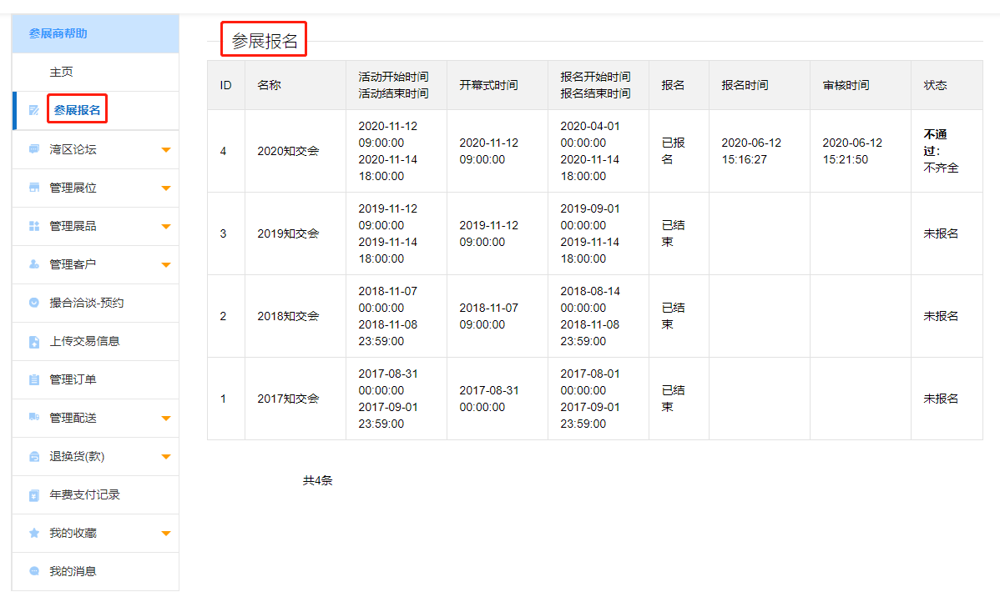 参展商帮助
主页
参展报名
湾区论坛
管理展位
管理展品
管理客户
撮合洽谈-预约
上传交易信息
管理订单
管理配送
退换货(款)
年费支付记录
我的收藏
我的消息
参展报名
ID
名称
活动开始时间
活动结束时间
开幕式时间
报名开始时间
报名结束时间
报名
报名时间
审核时间
状态
4
2020知交会
2020-11-12
09:00:00
2020-11-14
18:00:00
2020-11-12
09:00:00
2020-04-01
00:00:00
2020-11-14
18:00:00
已报
名
2020-06-12
15:16:27
2020-06-12
15:21:50
不通
过:
不齐全
3
2019知交会
2019-11-12
09:00:00
2019-11-14
18:00:00
2019-11-12
09:00:00
2019-09-01
00:00:00
2019-11-14
18:00:00
已结
束
未报名
2
2018知交会
2018-11-07
00:00:00
2018-11-08
23:59:00
2018-11-07
09:00:00
2018-08-14
00:00:00
2018-11-08
23:59:00
已结
束
未报名
1
2017知交会
2017-08-31
00:00:00
2017-09-01
23:59:00
2017-08-31
00:00:00
2017-08-01
00:00:00
2017-09-01
23:59:00
已结
束
未报名
共4条